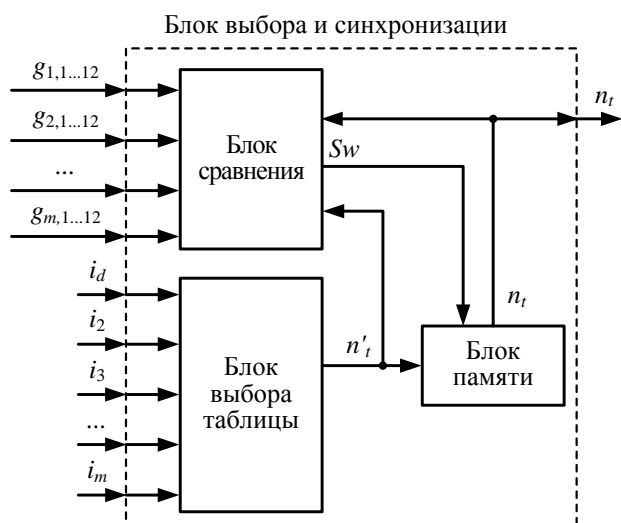 Блок выбора и синхронизации
g1,1...12
g2,1...12
...
gm,1...12
Блок
сравнения
Sw
nt
id
i2
i3
...
im
Блок
выбора
таблицы
n't
nt
Блок
памяти